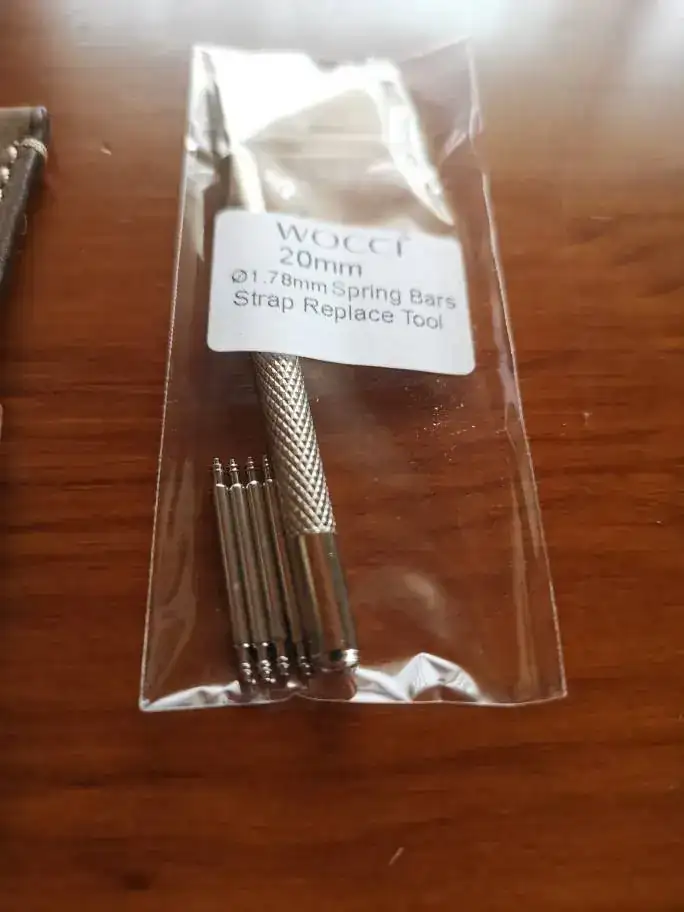 WOCCI
20mm
Ø1.78mm Spring Bars
Strap Replace Tool